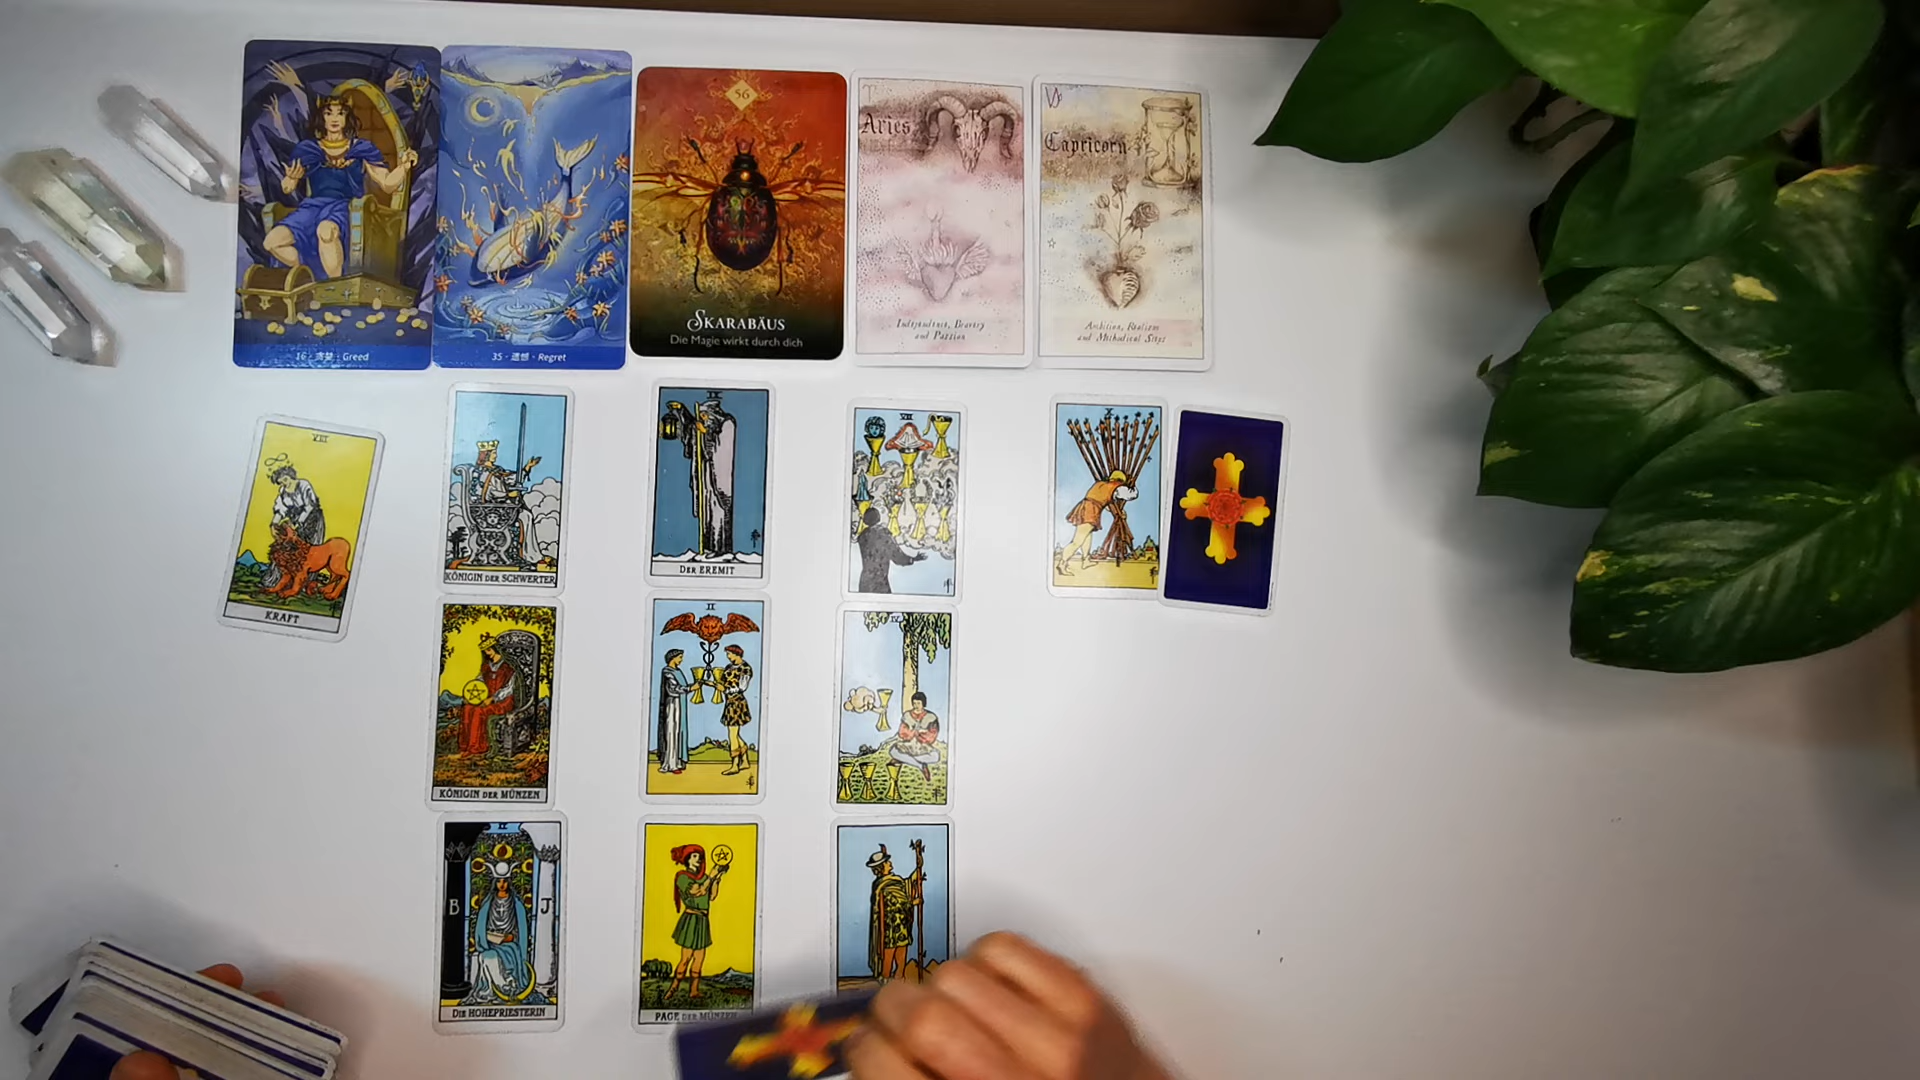 16 · 贪婪 · Greed
35 · 遗憾 · Regret
56
SKARABÄUS
Die Magie wirkt durch dich
Aries
Independence, Bravery
and Passion
Capricorn
Ambition, Realism
and Methodical Steps
VIII
KRAFT
KÖNIGIN DER SCHWERTER
IX
DER EREMIT
VII
X
KÖNIGIN DER MÜNZEN
II
IV
II
B
J
DIE HOHEPRIESTERIN
PAGE DER MÜNZEN